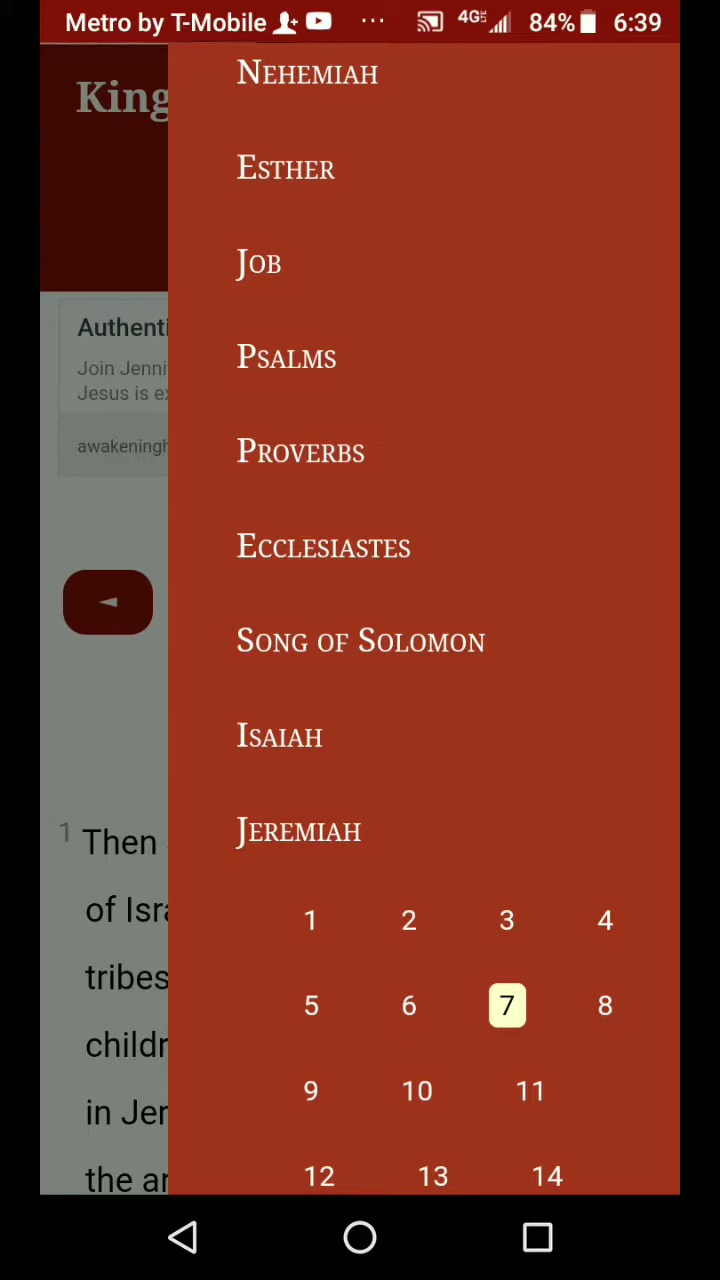 Metro by T-Mobile ... 4G 84% 6:39
King
NEHEMIAH
ESTHER
JOB
PSALMS
PROVERBS
ECCLESIASTES
SONG OF SOLOMON
ISAIAH
JEREMIAH
1 2 3 4
5 6 7 8
9 10 11
12 13 14
Authenti
Join Jenni
Jesus is ex
awakeningh
1 Then
of Isra
tribes
childr
in Jer
the ar